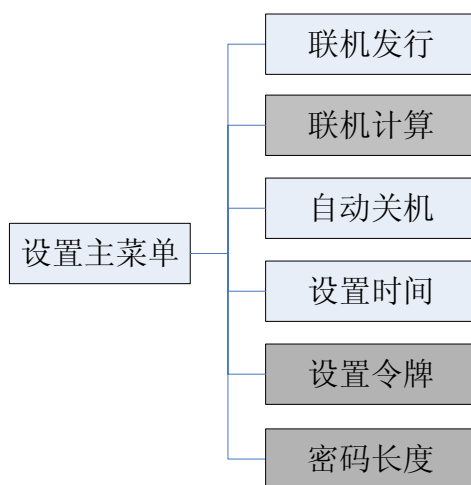 联机发行
联机计算
自动关机
设置主菜单
设置时间
设置令牌
密码长度